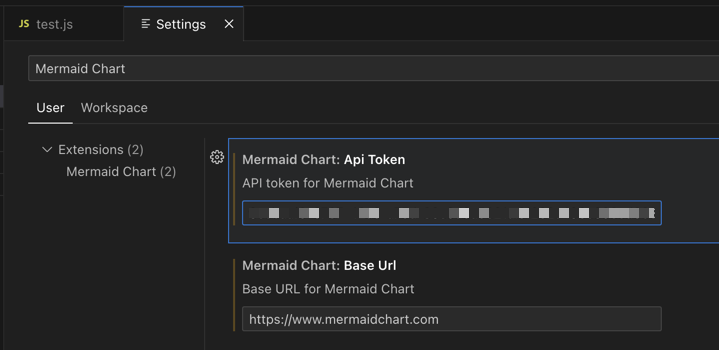 JS test.js
Settings
Mermaid Chart
User Workspace
Extensions (2)
Mermaid Chart (2)
Mermaid Chart: Api Token
API token for Mermaid Chart
Mermaid Chart: Base Url
Base URL for Mermaid Chart
https://www.mermaidchart.com